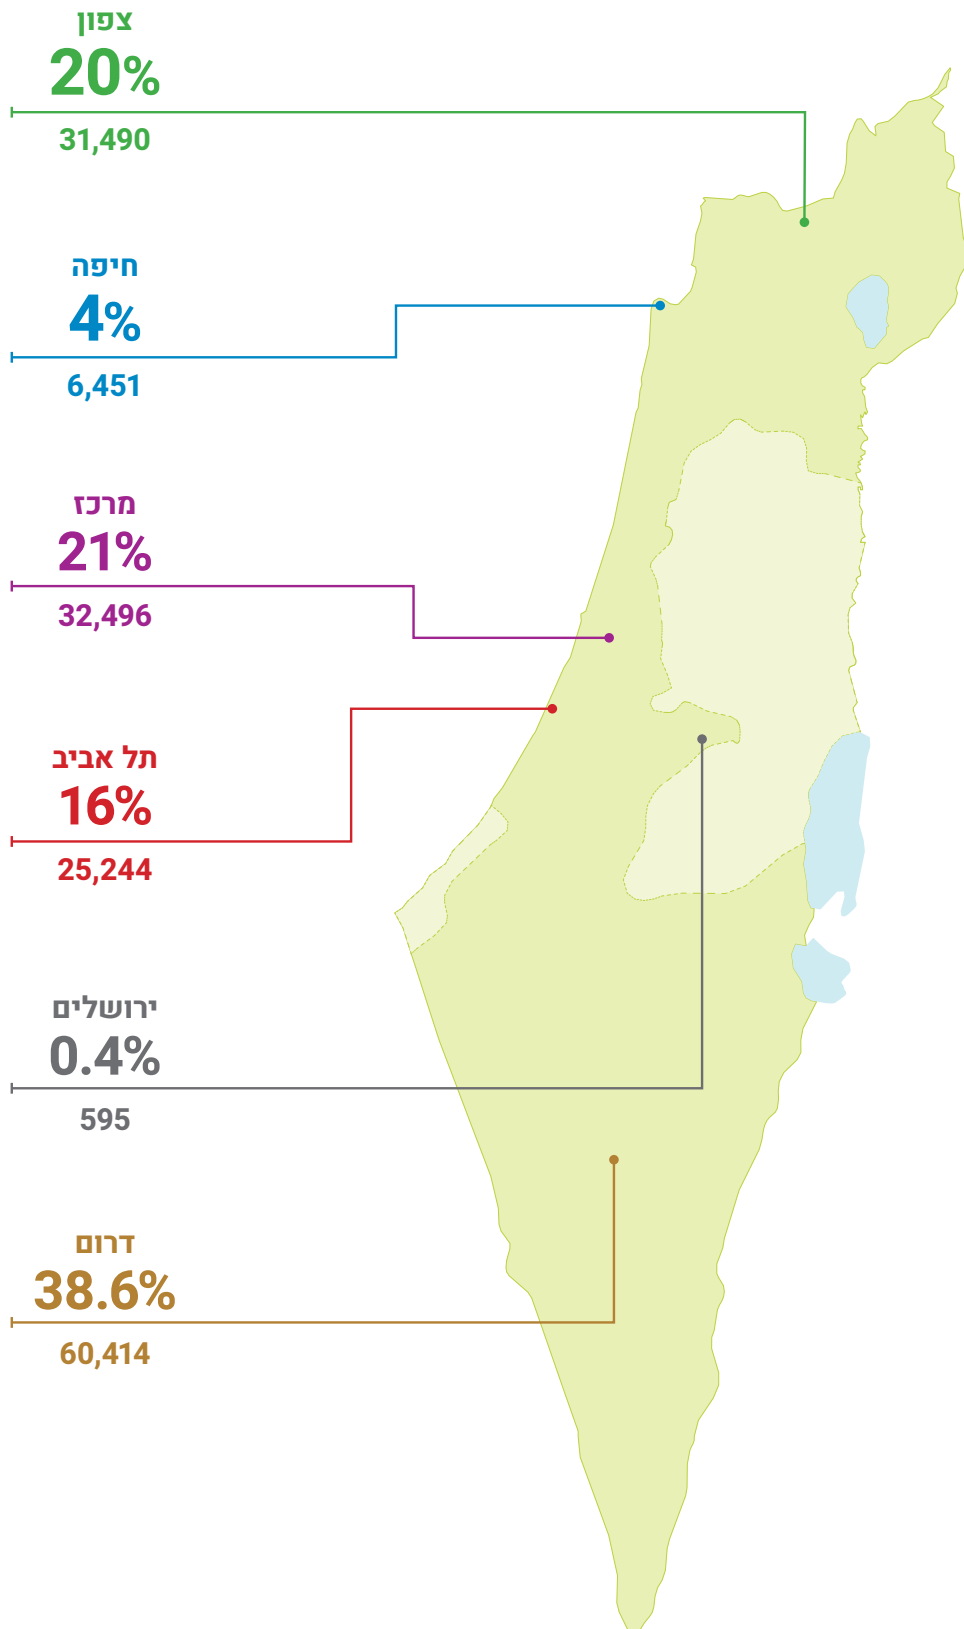 צפון
20%
31,490
חיפה
4%
6,451
מרכז
21%
32,496
תל אביב
16%
25,244
ירושלים
0.4%
595
דרום
38.6%
60,414